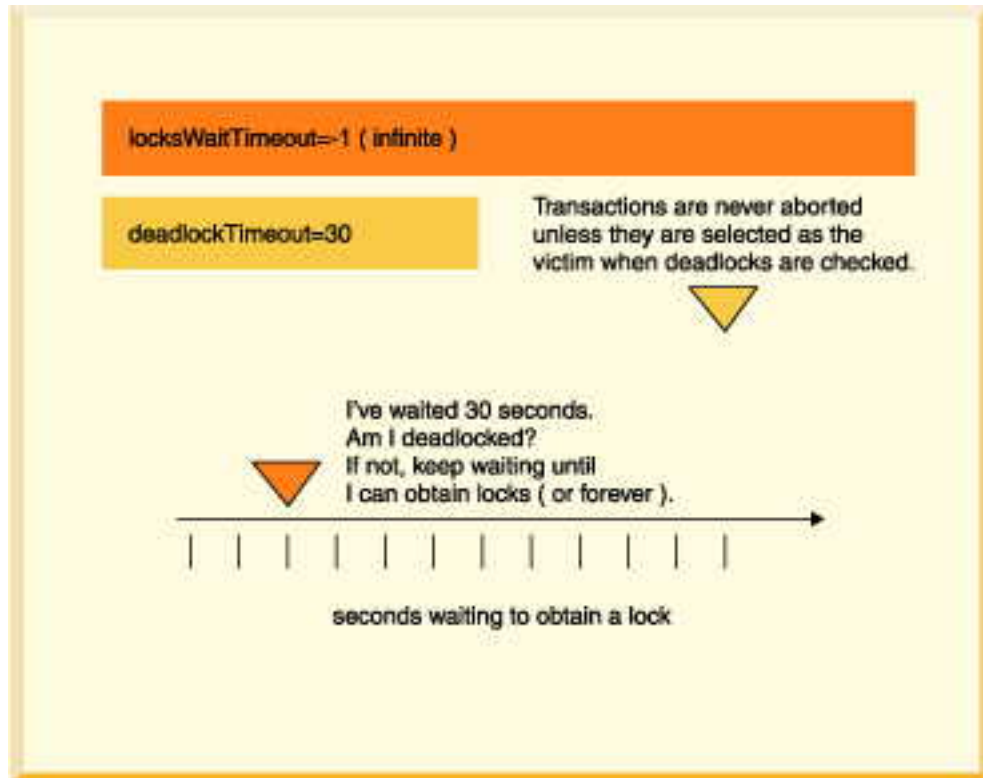 locksWaitTimeout=-1 ( infinite )
deadlockTimeout=30
Transactions are never aborted
unless they are selected as the
victim when deadlocks are checked.
I've waited 30 seconds.
Am I deadlocked?
If not, keep waiting until
I can obtain locks ( or forever ).
seconds waiting to obtain a lock